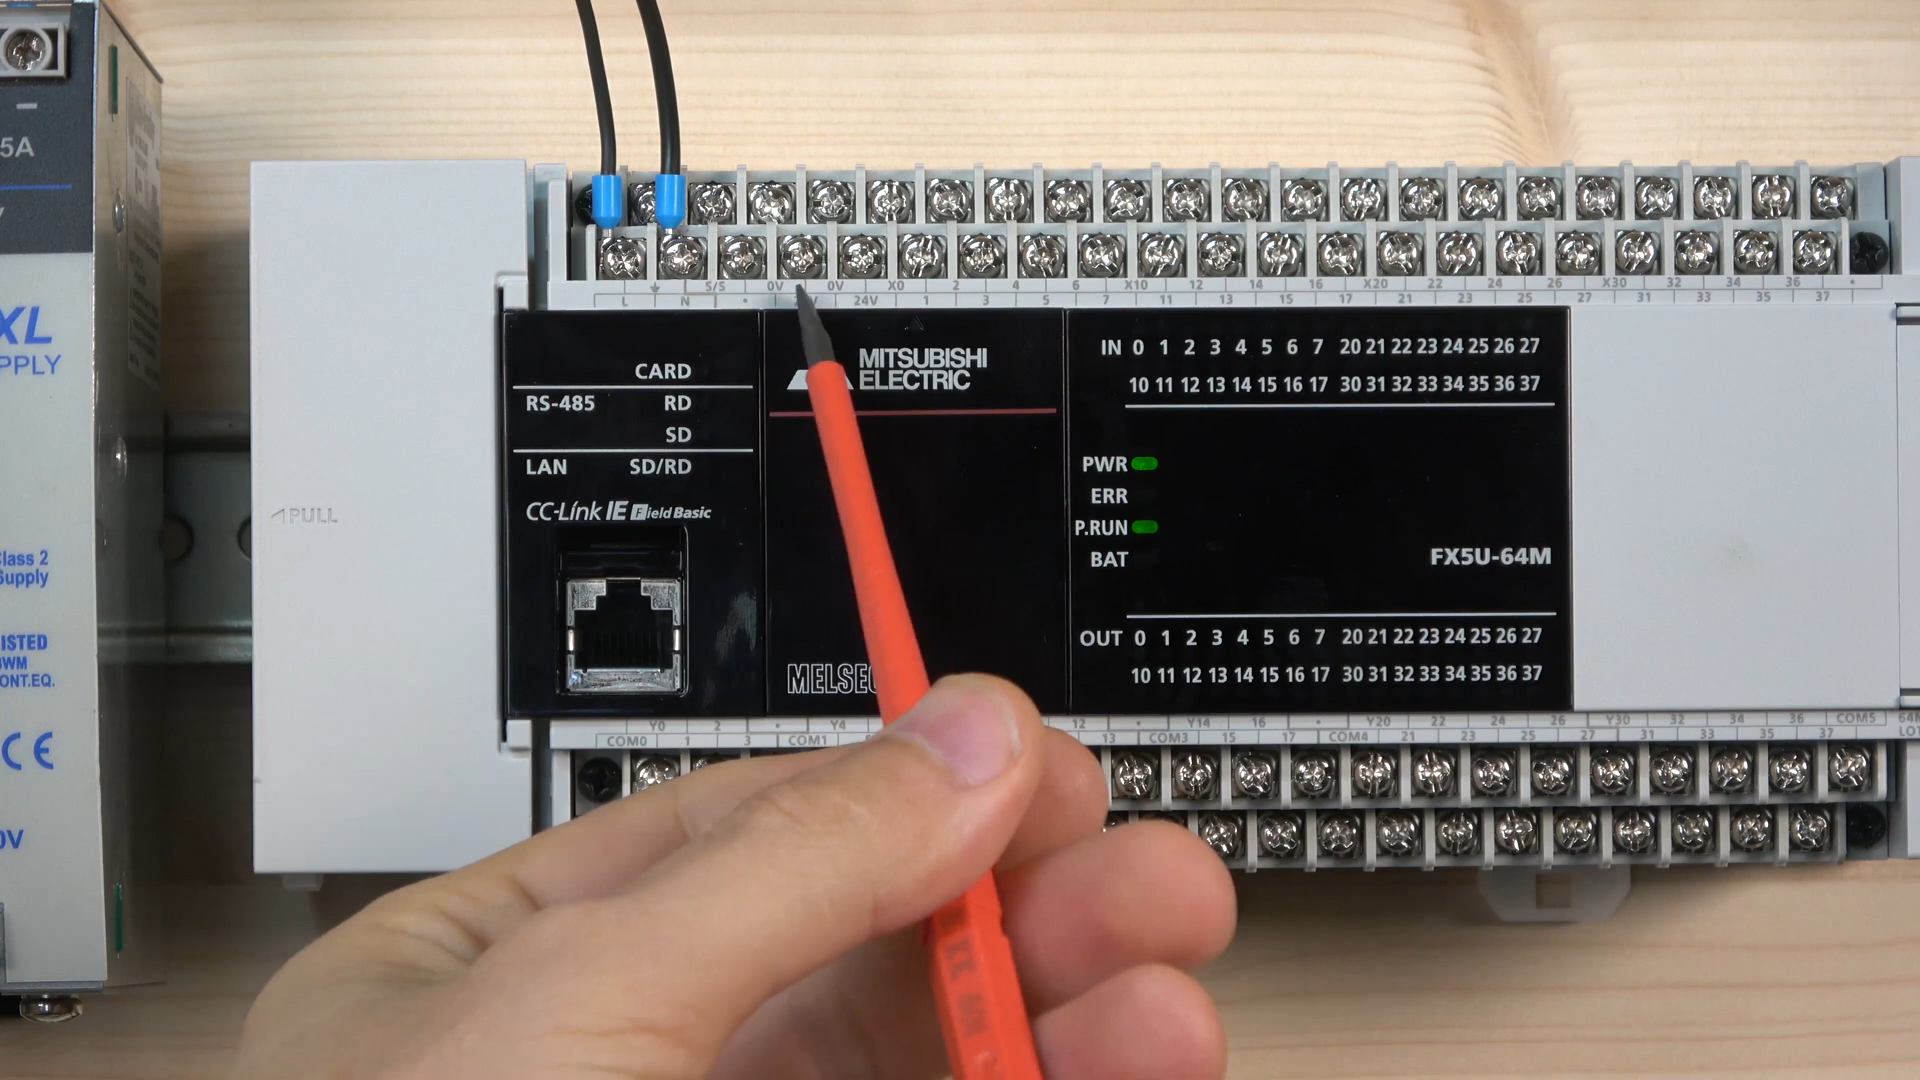 5A
XL
PPLY
Class 2
Supply
ISTED
BWM
ONT.EQ.
CE
0V
PULL
S/S 0V 0V X0 2 4 6 X10 12 14 16 X20 22 24 26 X30 32 34 36
L N 24V 1 3 5 7 11 13 15 17 21 23 25 27 31 33 35 37
CARD
RS-485 RD
SD
LAN SD/RD
CC-Link IE Field Basic
MITSUBISHI
ELECTRIC
MELSEC
IN 0 1 2 3 4 5 6 7 20 21 22 23 24 25 26 27
10 11 12 13 14 15 16 17 30 31 32 33 34 35 36 37
PWR
ERR
P.RUN
BAT
FX5U-64M
OUT 0 1 2 3 4 5 6 7 20 21 22 23 24 25 26 27
10 11 12 13 14 15 16 17 30 31 32 33 34 35 36 37
Y0 2 Y4 12 Y14 16 Y20 22 24 26 Y30 32 34 36 COM5 64M
COM0 1 3 COM1 13 COM3 15 17 COM4 21 23 25 27 31 33 35 37 LOT